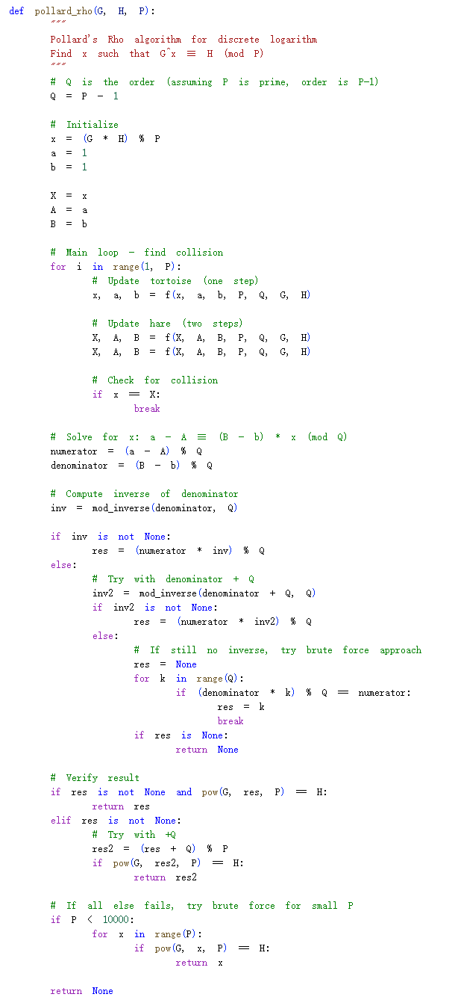 def pollard_rho(G, H, P):
    """
    Pollard's Rho algorithm for discrete logarithm
    Find x such that G^x ≡ H (mod P)
    """
    # Q is the order (assuming P is prime, order is P-1)
    Q = P - 1

    # Initialize
    x = (G * H) % P
    a = 1
    b = 1

    X = x
    A = a
    B = b

    # Main loop - find collision
    for i in range(1, P):
        # Update tortoise (one step)
        x, a, b = f(x, a, b, P, Q, G, H)

        # Update hare (two steps)
        X, A, B = f(X, A, B, P, Q, G, H)
        X, A, B = f(X, A, B, P, Q, G, H)

        # Check for collision
        if x == X:
            break

    # Solve for x: a - A ≡ (B - b) * x (mod Q)
    numerator = (a - A) % Q
    denominator = (B - b) % Q

    # Compute inverse of denominator
    inv = mod_inverse(denominator, Q)

    if inv is not None:
        res = (numerator * inv) % Q
    else:
        # Try with denominator + Q
        inv2 = mod_inverse(denominator + Q, Q)
        if inv2 is not None:
            res = (numerator * inv2) % Q
        else:
            # If still no inverse, try brute force approach
            res = None
            for k in range(Q):
                if (denominator * k) % Q == numerator:
                    res = k
                    break
            if res is None:
                return None

    # Verify result
    if res is not None and pow(G, res, P) == H:
        return res
    elif res is not None:
        # Try with +Q
        res2 = (res + Q) % P
        if pow(G, res2, P) == H:
            return res2

    # If all else fails, try brute force for small P
    if P < 10000:
        for x in range(P):
            if pow(G, x, P) == H:
                return x

    return None